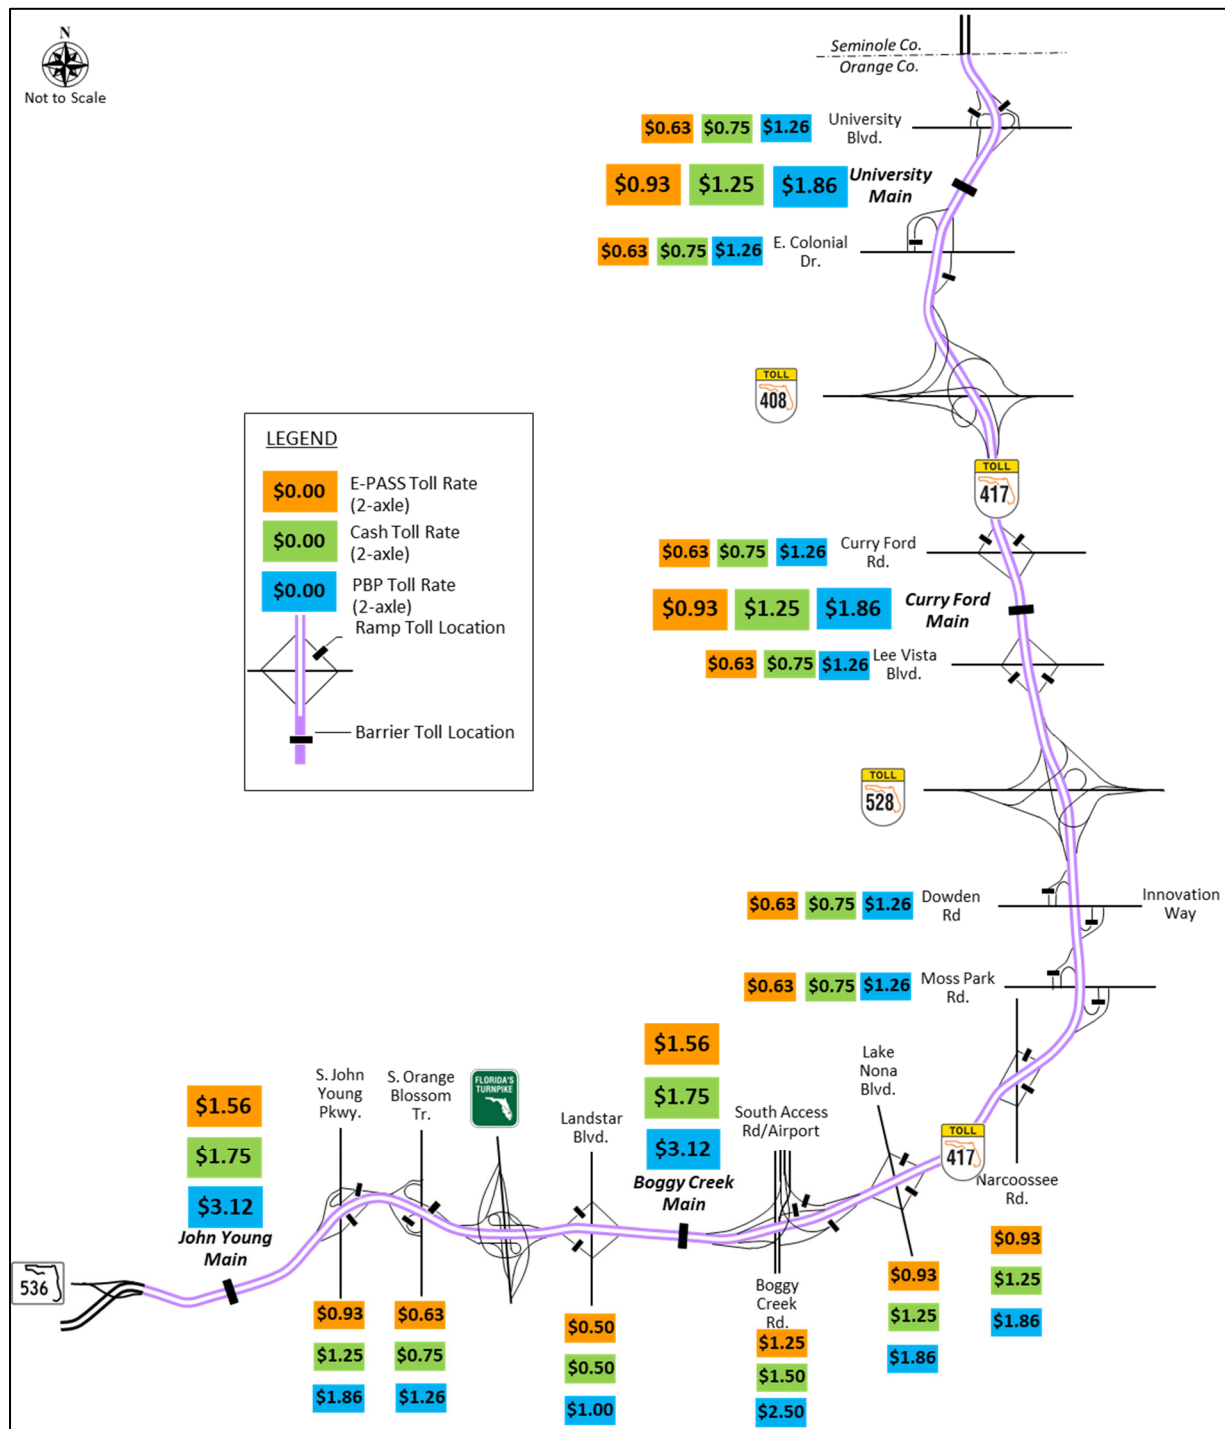 N
Not to Scale
Seminole Co.
Orange Co.
$0.63 $0.75 $1.26 University
Blvd.
$0.93 $1.25 $1.86 University
Main
$0.63 $0.75 $1.26 E. Colonial
Dr.
TOLL
408
TOLL
417
LEGEND
$0.00 E-PASS Toll Rate
(2-axle)
$0.00 Cash Toll Rate
(2-axle)
$0.00 PBP Toll Rate
(2-axle)
Ramp Toll Location
Barrier Toll Location
$0.63 $0.75 $1.26 Curry Ford
Rd.
$0.93 $1.25 $1.86 Curry Ford
Main
$0.63 $0.75 $1.26 Lee Vista
Blvd.
TOLL
528
$0.63 $0.75 $1.26 Dowden
Rd
Innovation
Way
$0.63 $0.75 $1.26 Moss Park
Rd.
$1.56
$1.75
$3.12
John Young
Main
S. John
Young
Pkwy.
S. Orange
Blossom
Tr.
FLORIDA'S
TURNPIKE
Landstar
Blvd.
$1.56
$1.75
$3.12
Boggy Creek
Main
South Access
Rd/Airport
Lake
Nona
Blvd.
TOLL
417
Narcoossee
Rd.
536
$0.93
$1.25
$1.86
$0.63
$0.75
$1.26
$0.50
$0.50
$1.00
Boggy
Creek
Rd.
$1.25
$1.50
$2.50
$0.93
$1.25
$1.86
$0.93
$1.25
$1.86